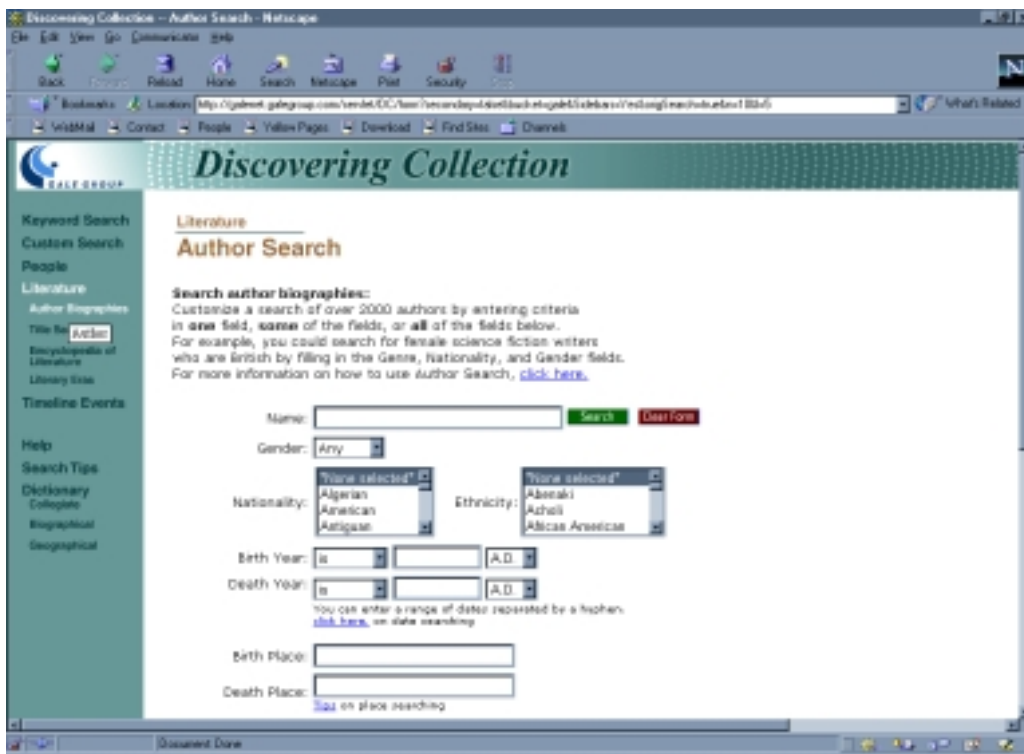 Discovering Collection -- Author Search - Netscape
File Edit View Go Communicator Help
Back Forward Reload Home Search Netscape Print Security Stop
Bookmarks Location What's Related
WebMail Contact People Yellow Pages Download Find Sites Channels
GALE GROUP
Discovering Collection
Keyword Search
Custom Search
People
Literature
Author Biographies
Title
Author
Encyclopedia of
Literature
Literary Eras
Timeline Events
Help
Search Tips
Dictionary
Collegiate
Biographical
Geographical
Literature
Author Search
Search author biographies:
Customize a search of over 2000 authors by entering criteria
in one field, some of the fields, or all of the fields below.
For example, you could search for female science fiction writers
who are British by filling in the Genre, Nationality, and Gender fields.
For more information on how to use Author Search, click here.
Name: Search Clear Form
Gender: Any
Nationality: "None selected"
Algerian
American
Antiguan
Ethnicity: "None selected"
Abenaki
Acholi
African American
Birth Year: is A.D.
Death Year: is A.D.
You can enter a range of dates separated by a hyphen.
click here. on date searching
Birth Place:
Death Place:
Tips on place searching
Document Done